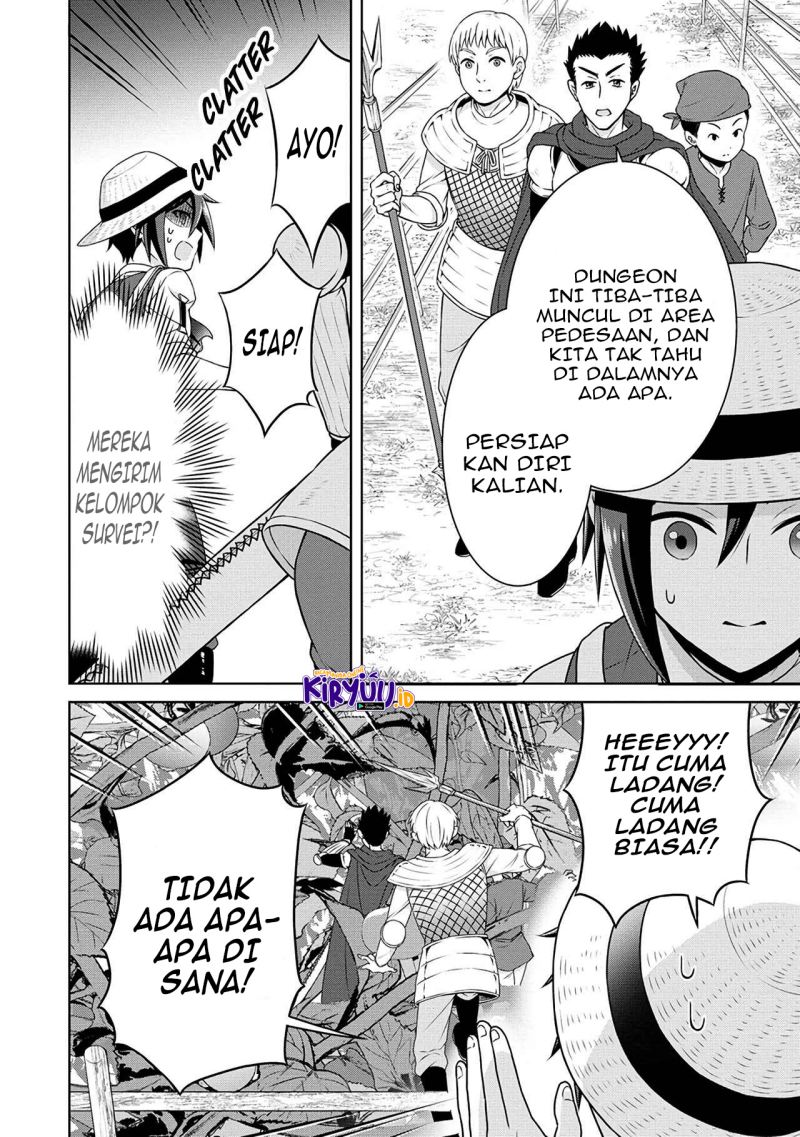 DUNGEON
INI TIBA-TIBA
MUNCUL DI AREA
PEDESAAN, DAN
KITA TAK TAHU
DI DALAMNYA
ADA APA.
PERSIAP
KAN DIRI
KALIAN.
CLATTER
CLATTER
AYO!
SIAP!
MEREKA
MENGIRIM
KELOMPOK
SURVEI?!
KIRYUU.id
HEEEYYY!
ITU CUMA
LADANG!
CUMA
LADANG
BIASA!!
TIDAK
ADA APA-
APA DI
SANA!